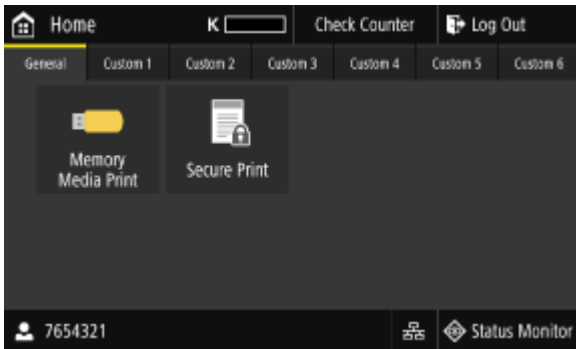 Home K Check Counter Log Out
General Custom 1 Custom 2 Custom 3 Custom 4 Custom 5 Custom 6
Memory
Media Print
Secure Print
7654321 Status Monitor